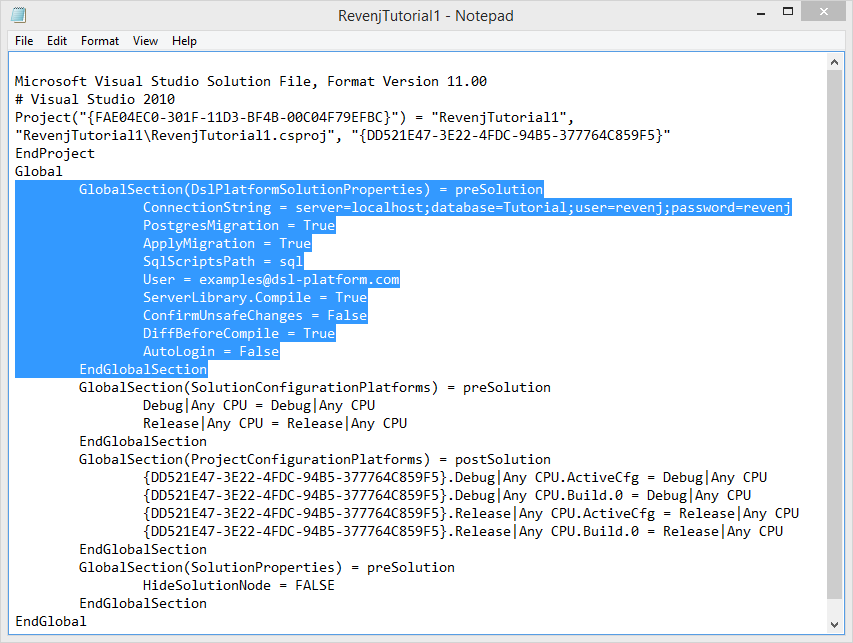 RevenjTutorial1 - Notepad
File Edit Format View Help
Microsoft Visual Studio Solution File, Format Version 11.00
# Visual Studio 2010
Project("{FAE04EC0-301F-11D3-BF4B-00C04F79EFBC}") = "RevenjTutorial1",
"RevenjTutorial1\RevenjTutorial1.csproj", "{DD521E47-3E22-4FDC-94B5-377764C859F5}"
EndProject
Global
GlobalSection(DslPlatformSolutionProperties) = preSolution
ConnectionString = server=localhost;database=Tutorial;user=revenj;password=revenj
PostgresMigration = True
ApplyMigration = True
SqlScriptsPath = sql
User = examples@dsl-platform.com
ServerLibrary.Compile = True
ConfirmUnsafeChanges = False
DiffBeforeCompile = True
AutoLogin = False
EndGlobalSection
GlobalSection(SolutionConfigurationPlatforms) = preSolution
Debug|Any CPU = Debug|Any CPU
Release|Any CPU = Release|Any CPU
EndGlobalSection
GlobalSection(ProjectConfigurationPlatforms) = postSolution
{DD521E47-3E22-4FDC-94B5-377764C859F5}.Debug|Any CPU.ActiveCfg = Debug|Any CPU
{DD521E47-3E22-4FDC-94B5-377764C859F5}.Debug|Any CPU.Build.0 = Debug|Any CPU
{DD521E47-3E22-4FDC-94B5-377764C859F5}.Release|Any CPU.ActiveCfg = Release|Any CPU
{DD521E47-3E22-4FDC-94B5-377764C859F5}.Release|Any CPU.Build.0 = Release|Any CPU
EndGlobalSection
GlobalSection(SolutionProperties) = preSolution
HideSolutionNode = FALSE
EndGlobalSection
EndGlobal